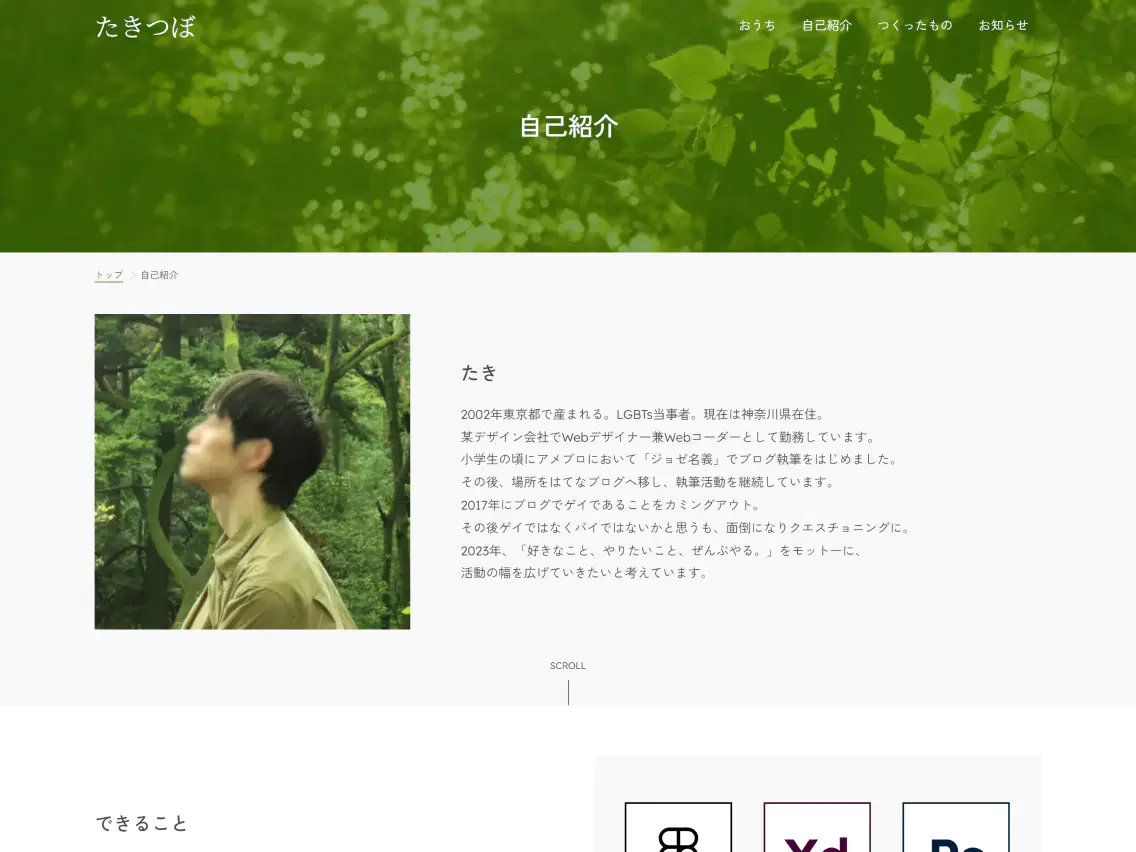 たきつぼ
おうち 自己紹介 つくったもの お知らせ
自己紹介
トップ 自己紹介
たき
2002年東京都で産まれる。LGBTs当事者。現在は神奈川県在住。
某デザイン会社でWebデザイナー兼Webコーダーとして勤務しています。
小学生の頃にアメブロにおいて「ジョゼ名義」でブログ執筆をはじめました。
その後、場所をはてなブログへ移し、執筆活動を継続しています。
2017年にブログでゲイであることをカミングアウト。
その後ゲイではなくバイではないかと思うも、面倒になりクエスチョニングに。
2023年、「好きなこと、やりたいこと、ぜんぶやる。」をモットーに、
活動の幅を広げていきたいと考えています。
SCROLL
できること
Xd Ps